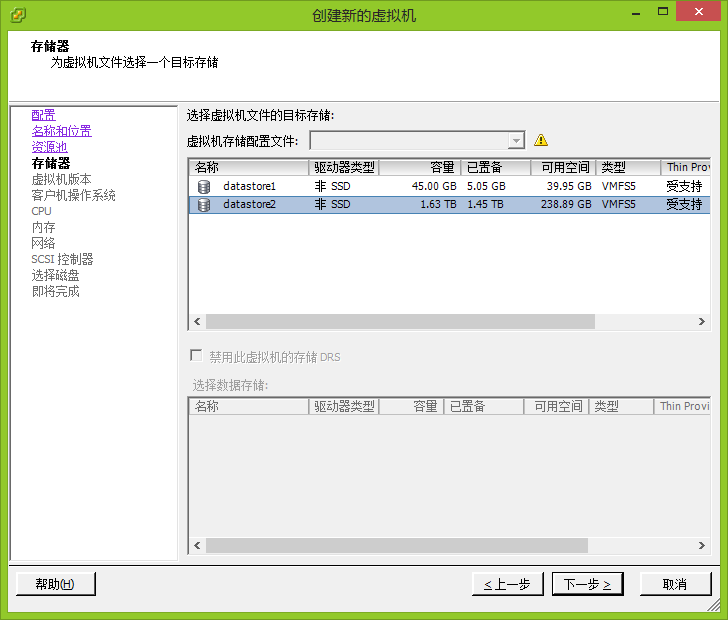 创建新的虚拟机
存储器
为虚拟机文件选择一个目标存储
配置
名称和位置
资源池
存储器
虚拟机版本
客户机操作系统
CPU
内存
网络
SCSI 控制器
选择磁盘
即将完成
选择虚拟机文件的目标存储:
虚拟机存储配置文件:
名称 驱动器类型 容量 已置备 可用空间 类型 Thin Prov
datastore1 非 SSD 45.00 GB 5.05 GB 39.95 GB VMFS5 受支持
datastore2 非 SSD 1.63 TB 1.45 TB 238.89 GB VMFS5 受支持
禁用此虚拟机的存储 DRS
选择数据存储:
名称 驱动器类型 容量 已置备 可用空间 类型 Thin Provi
帮助(H) < 上一步 下一步 > 取消